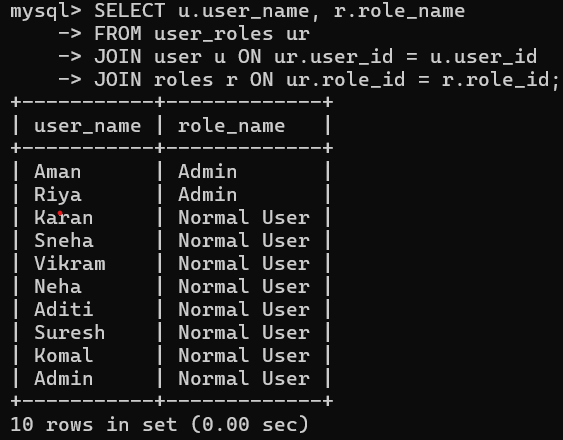 mysql> SELECT u.user_name, r.role_name
    -> FROM user_roles ur
    -> JOIN user u ON ur.user_id = u.user_id
    -> JOIN roles r ON ur.role_id = r.role_id;
+-----------+-------------+
| user_name | role_name   |
+-----------+-------------+
| Aman      | Admin       |
| Riya      | Admin       |
| Karan     | Normal User |
| Sneha     | Normal User |
| Vikram    | Normal User |
| Neha      | Normal User |
| Aditi     | Normal User |
| Suresh    | Normal User |
| Komal     | Normal User |
| Admin     | Normal User |
+-----------+-------------+
10 rows in set (0.00 sec)